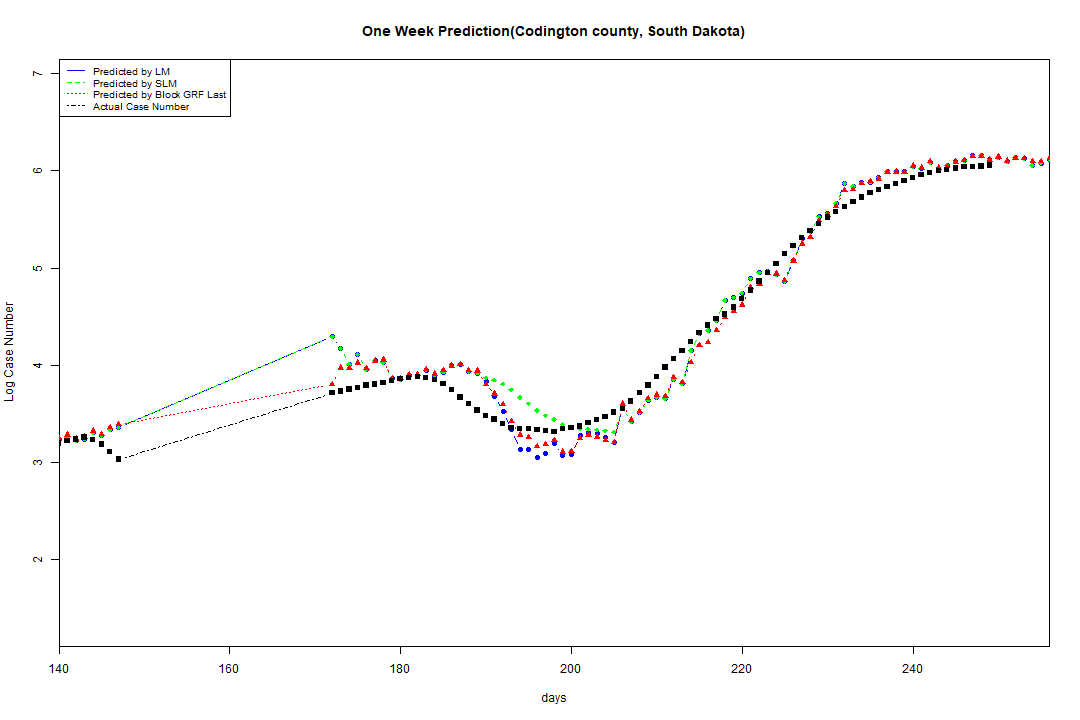 One Week Prediction(Codington county, South Dakota)
Predicted by LM
Predicted by SLM
Predicted by Block GRF Last
Actual Case Number
7
6
5
4
3
2
Log Case Number
140 160 180 200 220 240
days